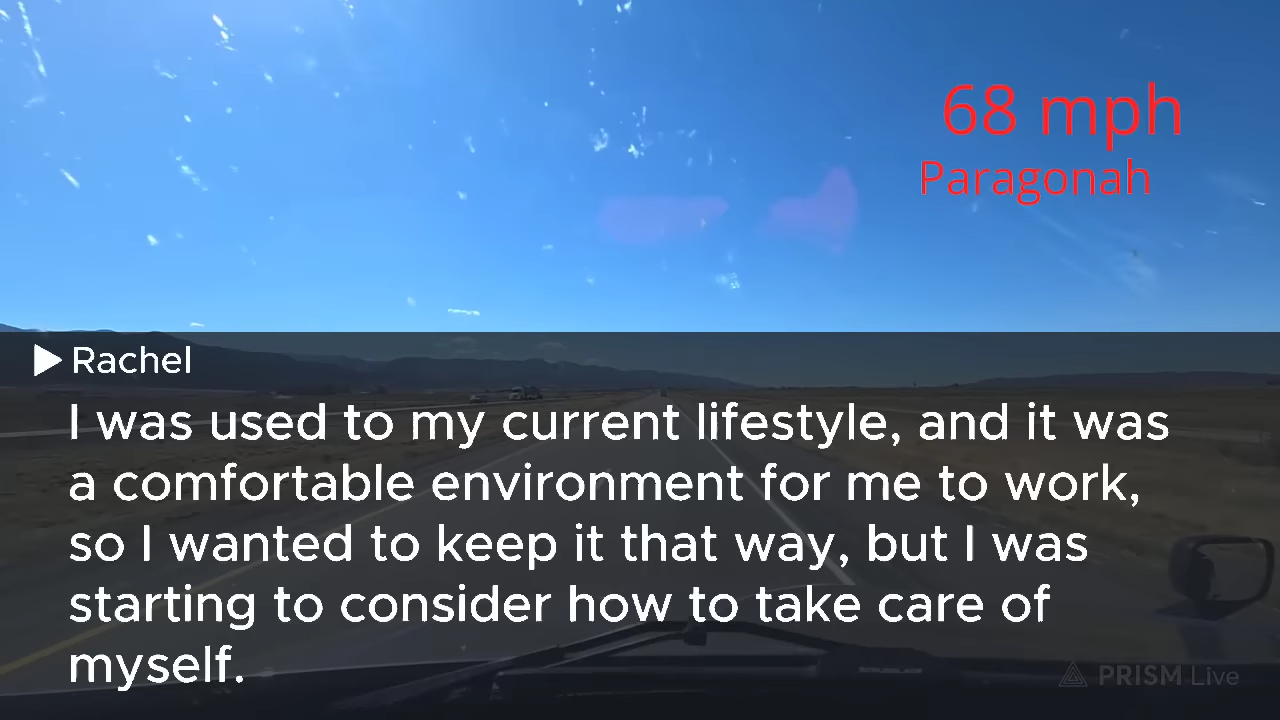 68 mph
Paragonah
Rachel
I was used to my current lifestyle, and it was
a comfortable environment for me to work,
so I wanted to keep it that way, but I was
starting to consider how to take care of
myself.
PRISM Live